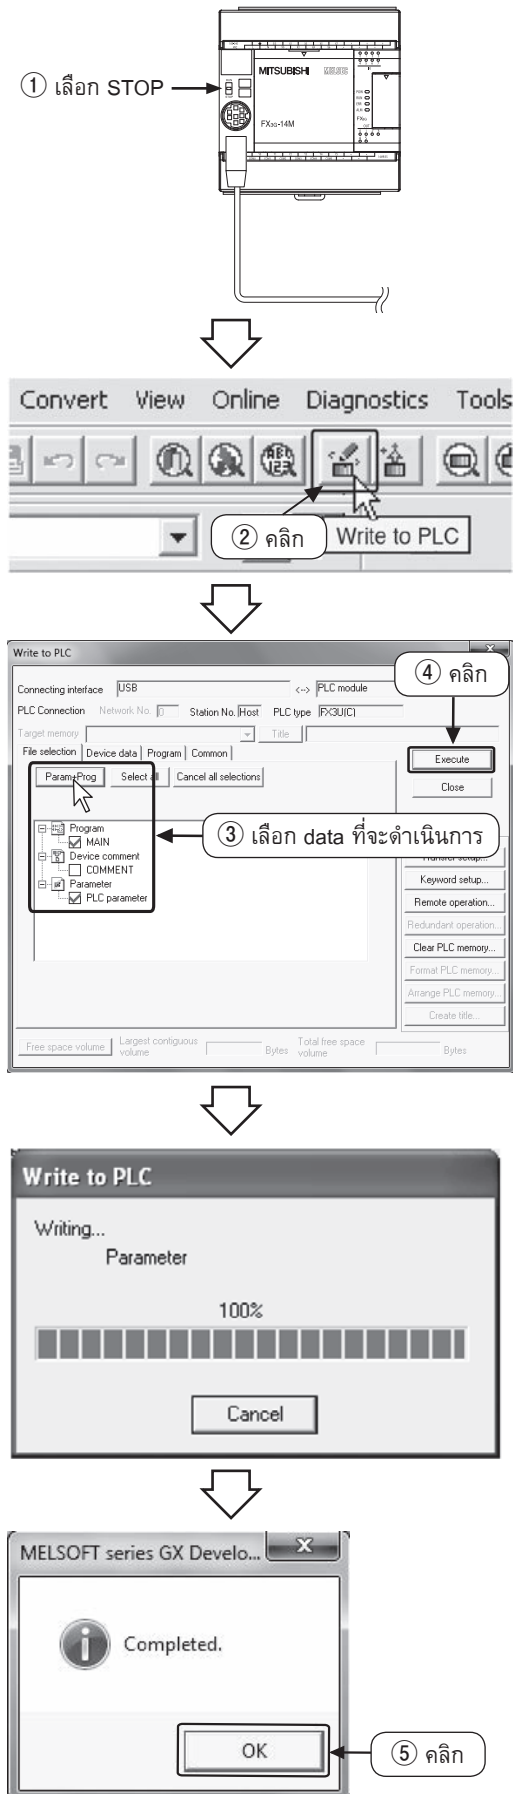 ① เลือก STOP
MITSUBISHI
FX3G-14M
Convert View Online Diagnostics Tools
② คลิก
Write to PLC
Write to PLC
④ คลิก
Connecting interface USB <--> PLC module
PLC Connection Network No. 0 Station No. Host PLC type FX3U(C)
Target memory Title
File selection Device data Program Common
Execute
Param+Prog Select all Cancel all selections
Close
③ เลือก data ที่จะดำเนินการ
Program
MAIN
Device comment
COMMENT
Parameter
PLC parameter
Transfer setup...
Keyword setup...
Remote operation...
Redundant operation...
Clear PLC memory...
Format PLC memory...
Arrange PLC memory...
Create title...
Free space volume Largest contiguous volume Bytes Total free space volume Bytes
Write to PLC
Writing...
Parameter
100%
Cancel
MELSOFT series GX Develo...
Completed.
OK
⑤ คลิก